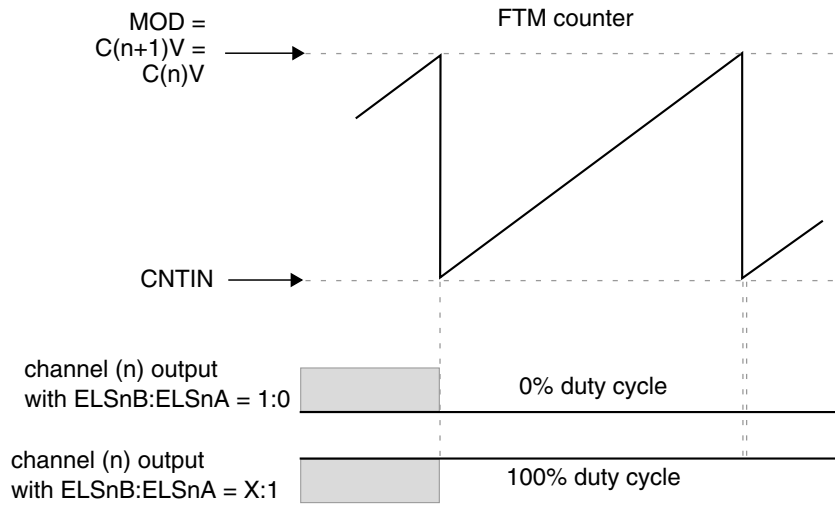 FTM counter
MOD =
C(n+1)V =
C(n)V
CNTIN
channel (n) output
with ELSnB:ELSnA = 1:0
0% duty cycle
channel (n) output
with ELSnB:ELSnA = X:1
100% duty cycle